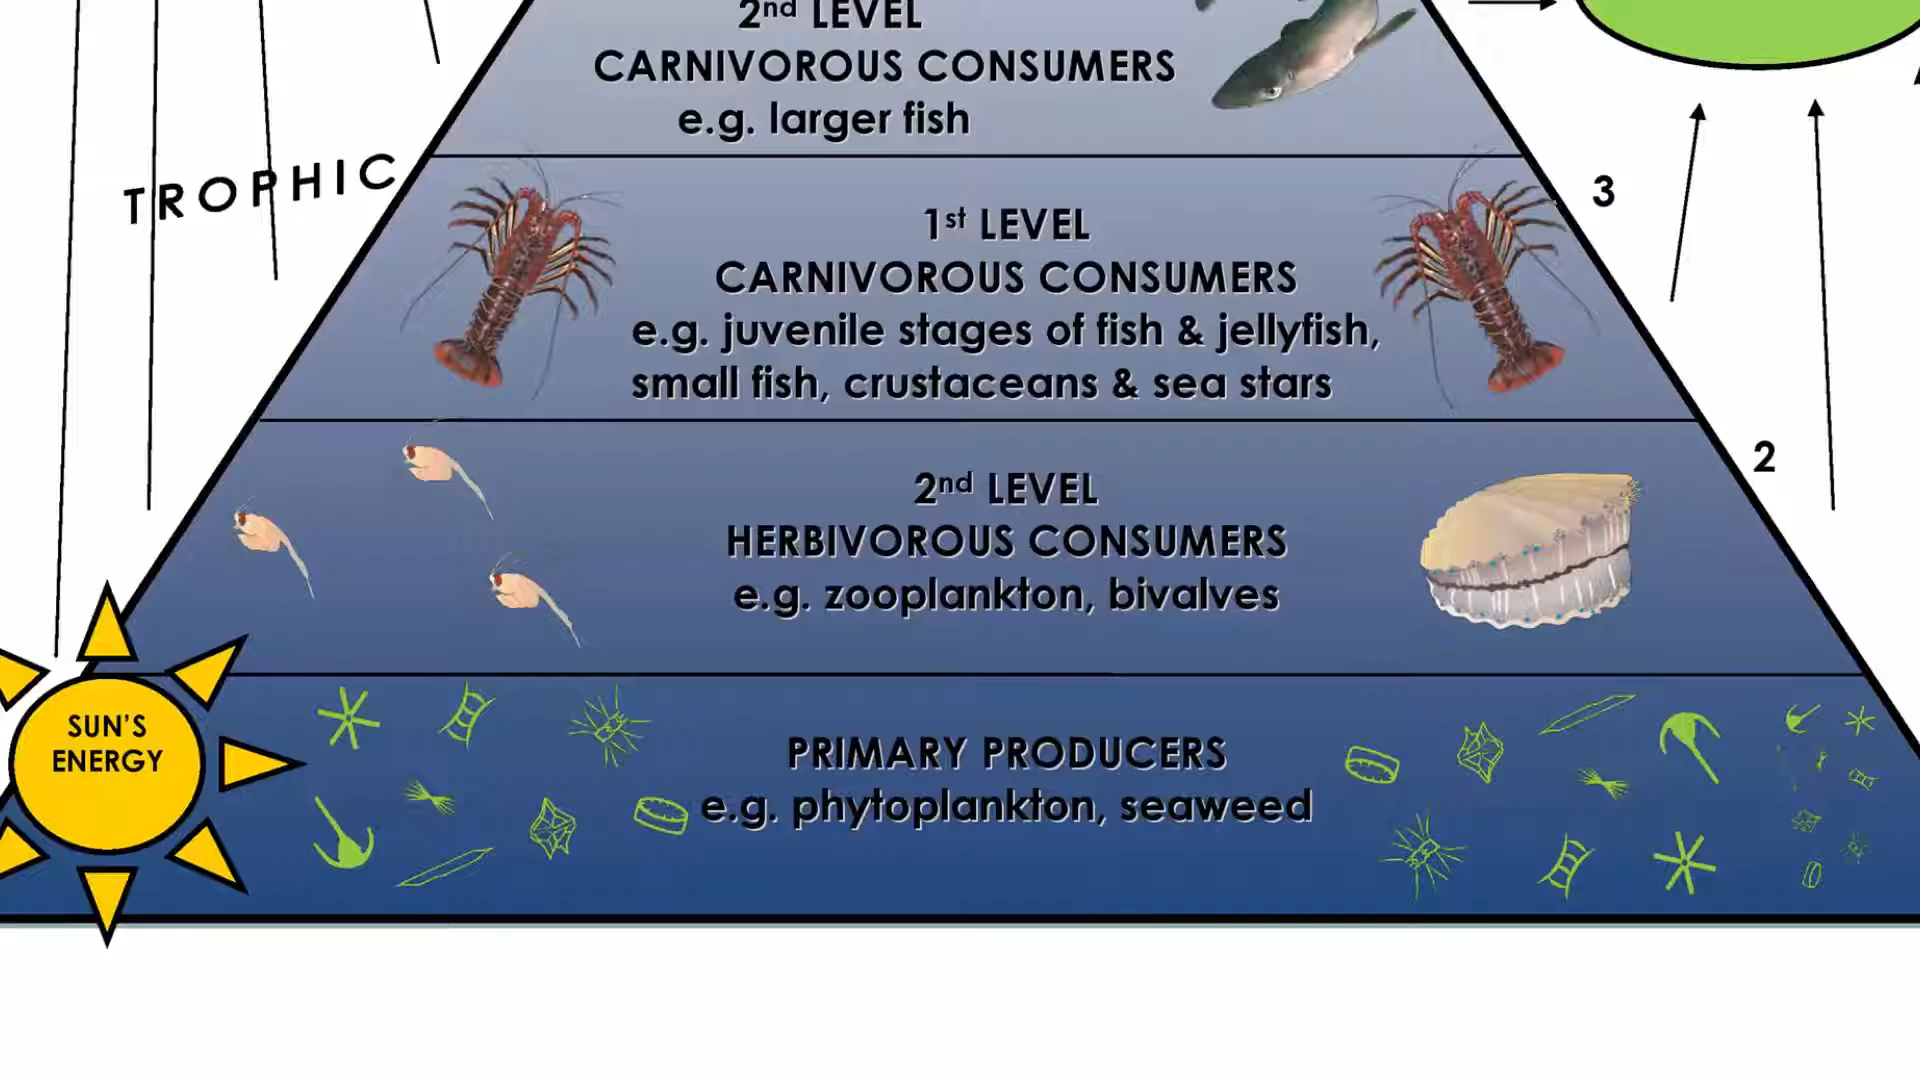 2nd LEVEL
CARNIVOROUS CONSUMERS
e.g. larger fish
TROPHIC
3
1st LEVEL
CARNIVOROUS CONSUMERS
e.g. juvenile stages of fish & jellyfish,
small fish, crustaceans & sea stars
2
2nd LEVEL
HERBIVOROUS CONSUMERS
e.g. zooplankton, bivalves
SUN'S
ENERGY
PRIMARY PRODUCERS
e.g. phytoplankton, seaweed